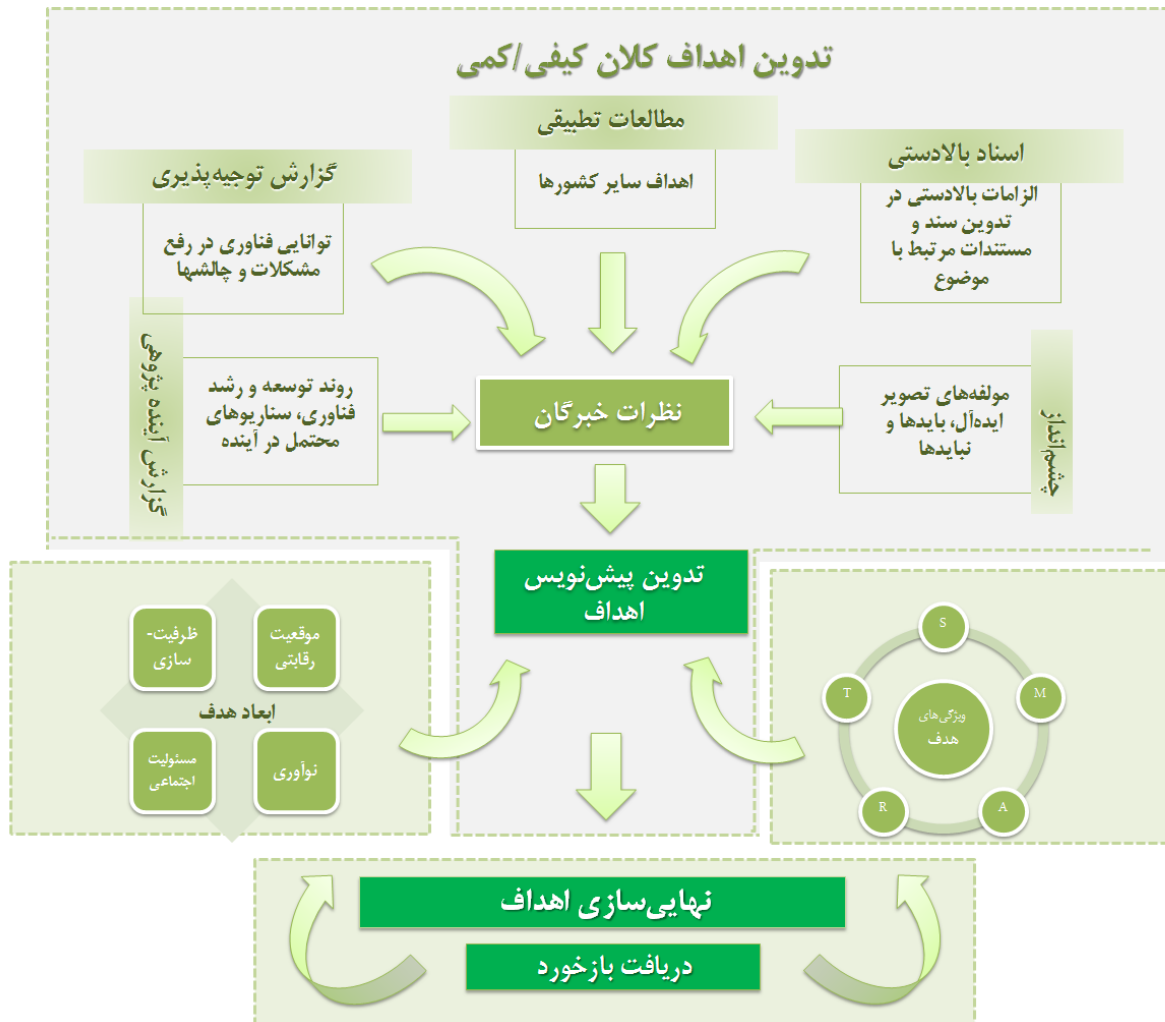 تدوین اهداف کلان کیفی/کمی
اسناد بالادستی
الزامات بالادستی در
تدوین سند و
مستندات مرتبط با
موضوع
مطالعات تطبیقی
اهداف سایر کشورها
گزارش توجیه‌پذیری
توانایی فناوری در رفع
مشکلات و چالشها
چشم‌انداز
مولفه‌های تصویر
ایده‌آل، بایدها و
نبایدها
نظرات خبرگان
گزارش آینده پژوهی
روند توسعه و رشد
فناوری، سناریوهای
محتمل در آینده
تدوین پیش‌نویس
اهداف
S
M
A
R
T
ویژگی‌های
هدف
موقعیت
رقابتی
ظرفیت-
سازی
ابعاد هدف
نوآوری
مسئولیت
اجتماعی
نهایی‌سازی اهداف
دریافت بازخورد